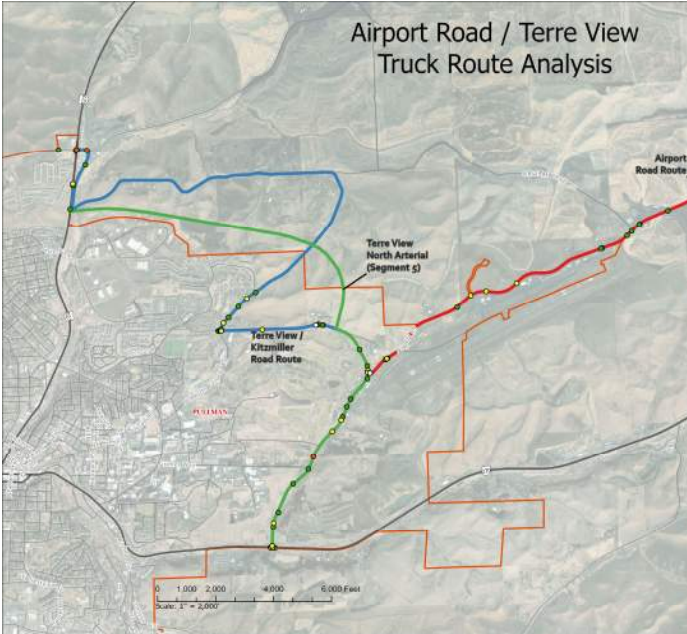 Airport Road / Terre View
Truck Route Analysis
Airport
Road Route
Terre View
North Arterial
(Segment 5)
Terre View /
Kitzmiller
Road Route
PULLMAN
0 1,000 2,000 4,000 6,000 Feet
Scale: 1" = 2,000'